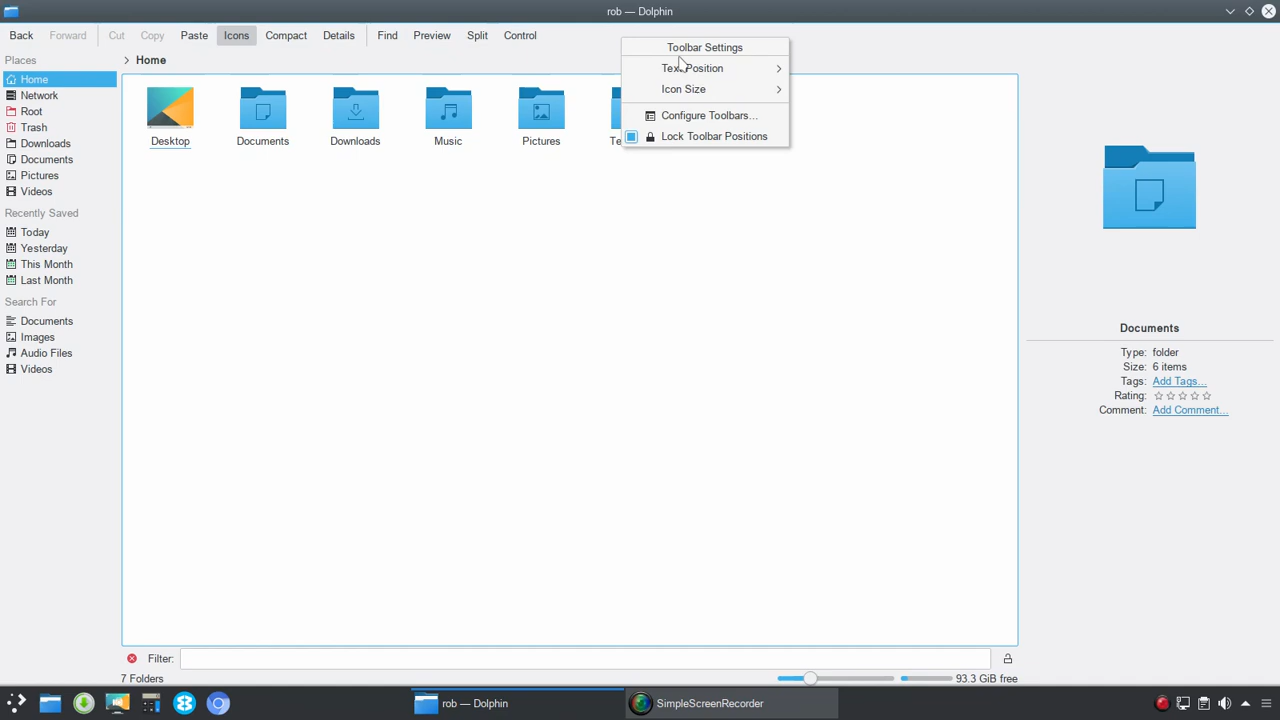 rob — Dolphin
Back Forward Cut Copy Paste Icons Compact Details Find Preview Split Control
Toolbar Settings
Text Position
Icon Size
Configure Toolbars...
Lock Toolbar Positions
Places
Home
Network
Root
Trash
Downloads
Documents
Pictures
Videos
Recently Saved
Today
Yesterday
This Month
Last Month
Search For
Documents
Images
Audio Files
Videos
Home
Desktop Documents Downloads Music Pictures
Documents
Type: folder
Size: 6 items
Tags: Add Tags...
Rating:
Comment: Add Comment...
Filter:
7 Folders
93.3 GiB free
rob — Dolphin
SimpleScreenRecorder